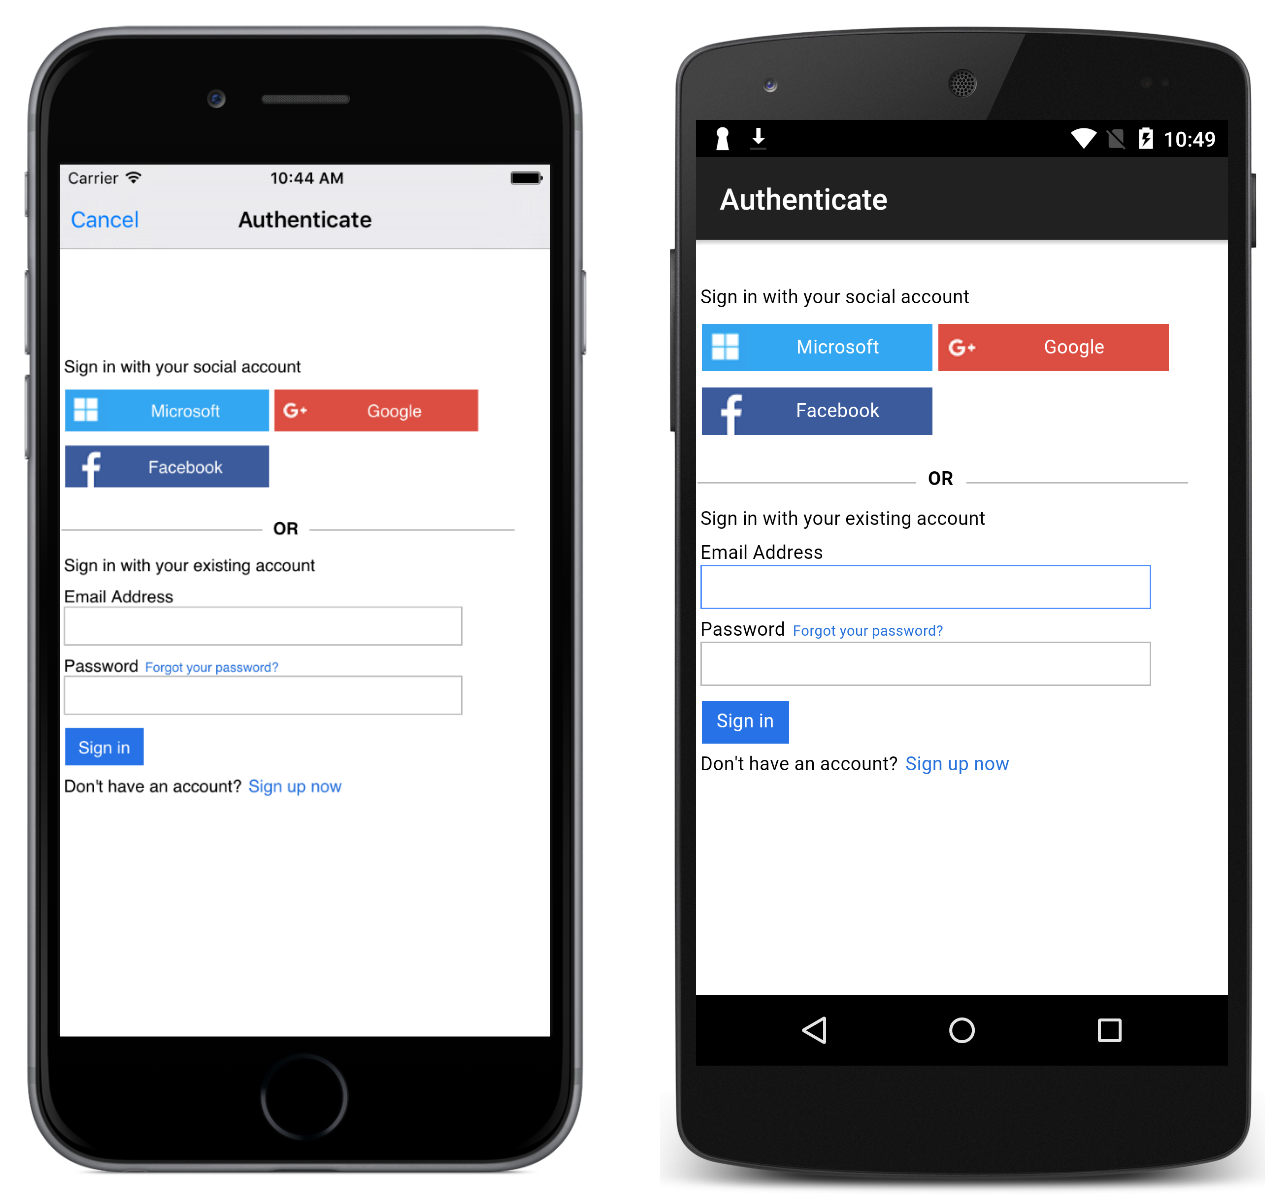 Carrier 10:44 AM
Cancel Authenticate
Sign in with your social account
Microsoft G+ Google
f Facebook
OR
Sign in with your existing account
Email Address
Password Forgot your password?
Sign in
Don't have an account? Sign up now
10:49
Authenticate
Sign in with your social account
Microsoft G+ Google
f Facebook
OR
Sign in with your existing account
Email Address
Password Forgot your password?
Sign in
Don't have an account? Sign up now